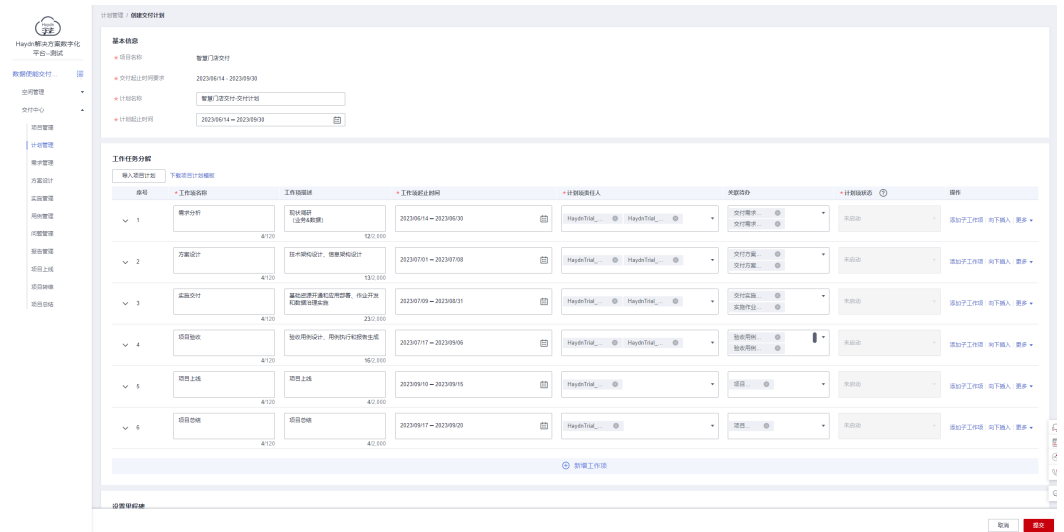 Haydn
Haydn解决方案数字化
平台--测试
数据使能交付...
空间管理
交付中心
项目管理
计划管理
需求管理
方案设计
实施管理
用例管理
问题管理
报告管理
项目上线
项目转维
项目总结
计划管理 / 创建交付计划
基本信息
* 项目名称 智慧门店交付
* 交付起止时间要求 2023/06/14 - 2023/09/30
* 计划名称 智慧门店交付-交付计划
* 计划起止时间 2023/06/14 – 2023/09/30
工作任务分解
导入项目计划 下载项目计划模板
序号 * 工作项名称 工作项描述 * 工作项起止时间 * 计划项责任人 关联待办 * 计划项状态 ? 操作
1 需求分析 4/120 现状调研 (业务&数据) 12/2,000 2023/06/14 – 2023/06/30 HaydnTrial_... HaydnTrial_... 交付需求... 交付需求... 未启动 添加子工作项 向下插入 更多
2 方案设计 4/120 技术架构设计、信息架构设计 13/2,000 2023/07/01 – 2023/07/08 HaydnTrial_... HaydnTrial_... 交付方案... 交付方案... 未启动 添加子工作项 向下插入 更多
3 实施交付 4/120 基础资源开通和应用部署、作业开发和数据治理实施 23/2,000 2023/07/09 – 2023/08/31 HaydnTrial_... HaydnTrial_... 交付实施... 实施作业... 未启动 添加子工作项 向下插入 更多
4 项目验收 4/120 验收用例设计、用例执行和报告生成 16/2,000 2023/07/17 – 2023/09/06 HaydnTrial_... HaydnTrial_... 验收用例... 验收用例... 未启动 添加子工作项 向下插入 更多
5 项目上线 4/120 项目上线 4/2,000 2023/09/10 – 2023/09/15 HaydnTrial_... 项目... 未启动 添加子工作项 向下插入 更多
6 项目总结 4/120 项目总结 4/2,000 2023/09/17 – 2023/09/20 HaydnTrial_... 项目... 未启动 添加子工作项 向下插入 更多
新增工作项
设置里程碑
取消 提交